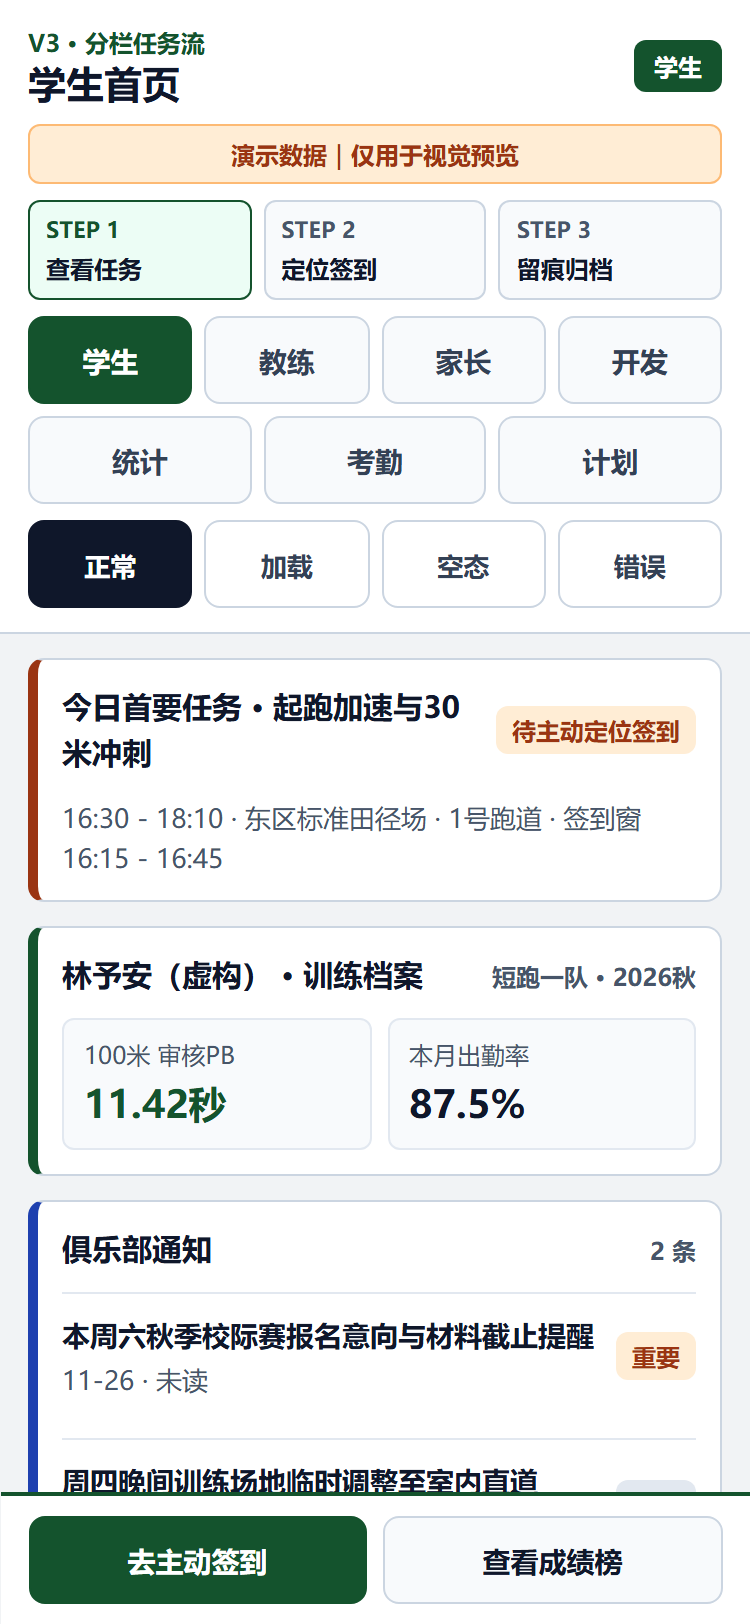 V3 • 分栏任务流
学生首页
学生
演示数据｜仅用于视觉预览
STEP 1
查看任务
STEP 2
定位签到
STEP 3
留痕归档
学生
教练
家长
开发
统计
考勤
计划
正常
加载
空态
错误
今日首要任务 • 起跑加速与30
米冲刺
待主动定位签到
16:30 - 18:10 · 东区标准田径场 · 1号跑道 · 签到窗
16:15 - 16:45
林予安（虚构） • 训练档案
短跑一队 • 2026秋
100米 审核PB
11.42秒
本月出勤率
87.5%
俱乐部通知
2 条
本周六秋季校际赛报名意向与材料截止提醒
重要
11-26 · 未读
周四晚间训练场地临时调整至室内直道
去主动签到
查看成绩榜